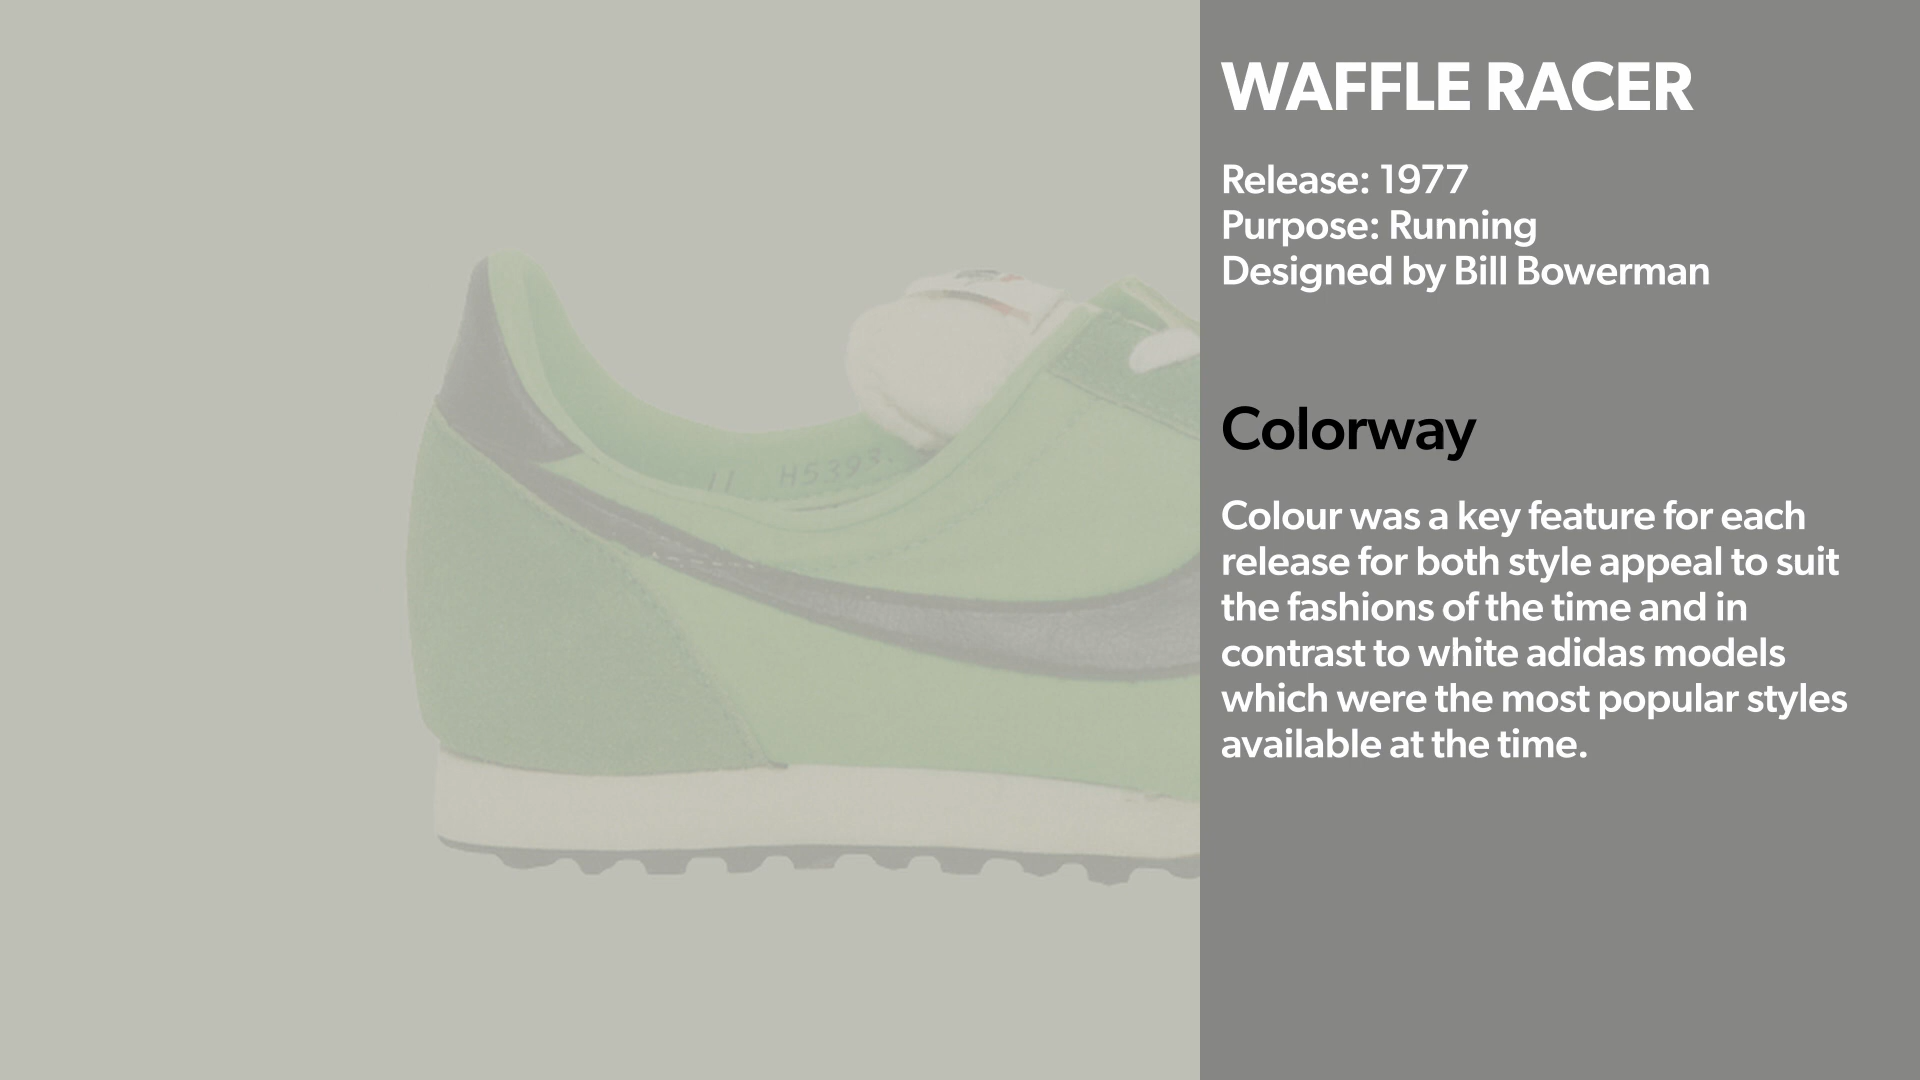 WAFFLE RACER
Release: 1977
Purpose: Running
Designed by Bill Bowerman
Colorway
Colour was a key feature for each
release for both style appeal to suit
the fashions of the time and in
contrast to white adidas models
which were the most popular styles
available at the time.
11 H5393